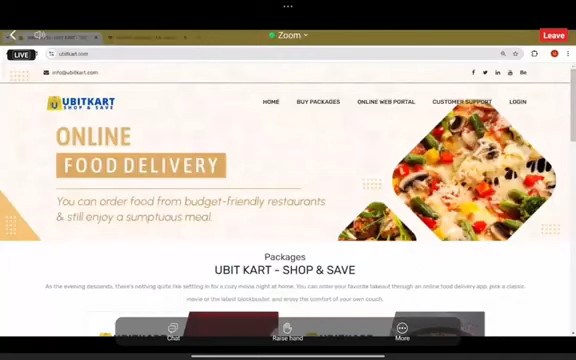 Zoom
Leave
LIVE
ubitkart.com
info@ubitkart.com
UBITKART
SHOP & SAVE
HOME
BUY PACKAGES
ONLINE WEB PORTAL
CUSTOMER SUPPORT
LOGIN
ONLINE
FOOD DELIVERY
You can order food from budget-friendly restaurants
& still enjoy a sumptuous meal.
Packages
UBIT KART - SHOP & SAVE
As the evening descends, there's nothing quite like settling in for a cozy movie night at home. You can order your favorite takeout through an online food delivery app, pick a classic
movie or the latest blockbuster and enjoy the comfort of your own couch.
Chat
Raise hand
More